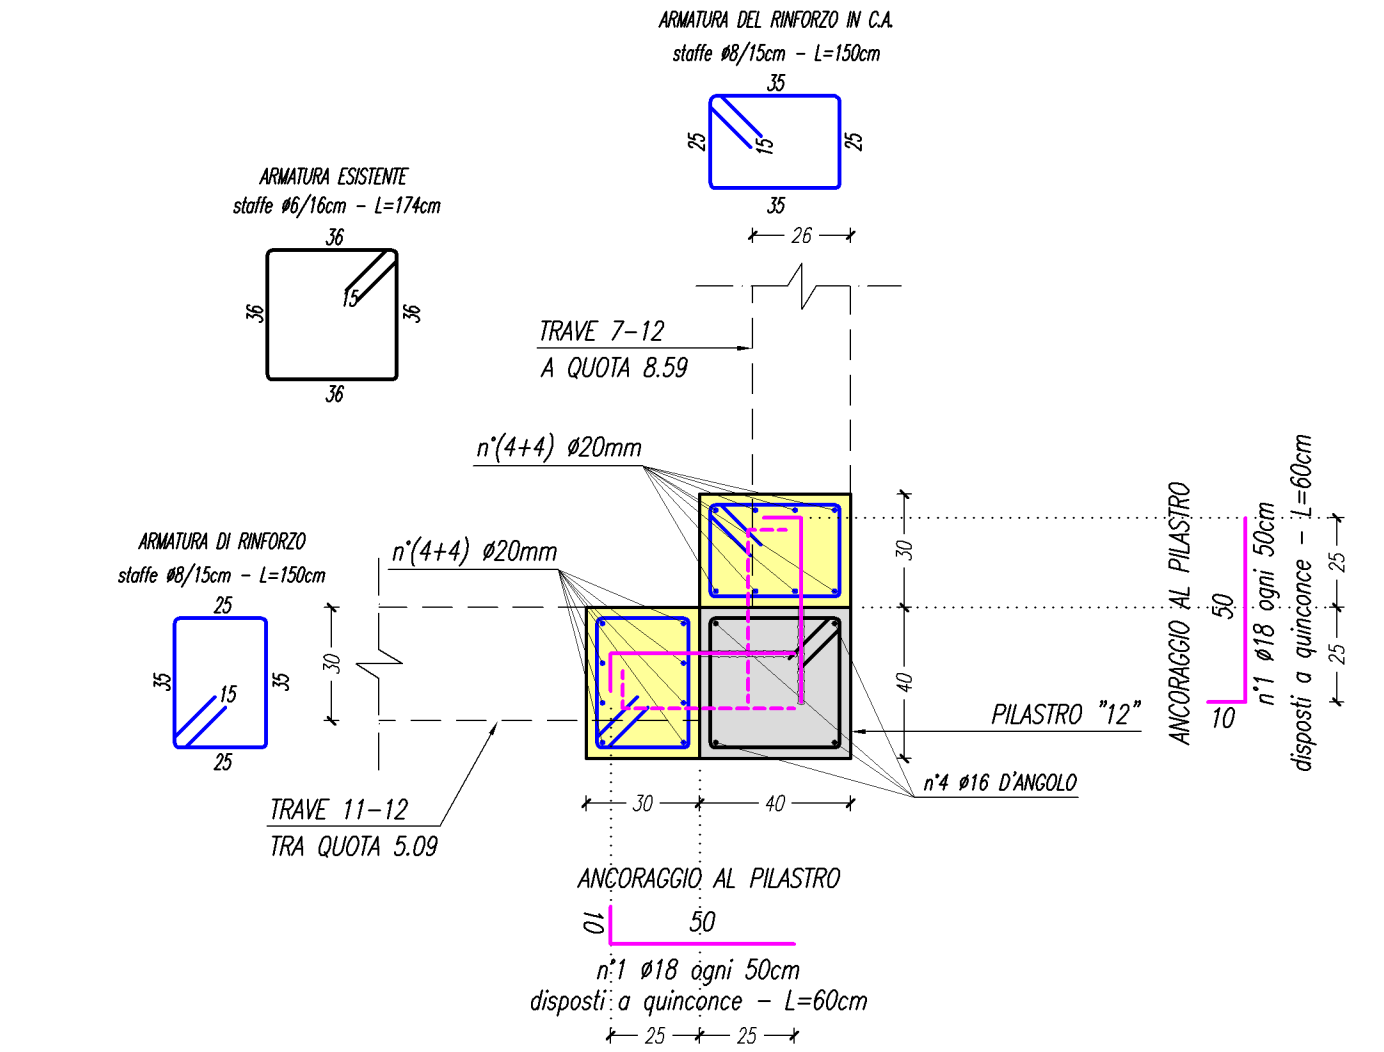 ARMATURA DEL RINFORZO IN C.A.
staffe ø8/15cm – L=150cm
35
25
15
25
35
ARMATURA ESISTENTE
staffe ø6/16cm – L=174cm
36
36
15
36
36
26
TRAVE 7–12
A QUOTA 8.59
n°(4+4) ø20mm
ARMATURA DI RINFORZO
staffe ø8/15cm – L=150cm
25
35
15
35
25
n°(4+4) ø20mm
30
30
40
ANCORAGGIO AL PILASTRO
50
10
n°1 ø18 ogni 50cm
disposti a quinconce – L=60cm
25
25
PILASTRO "12"
n°4 ø16 D'ANGOLO
TRAVE 11–12
TRA QUOTA 5.09
30
40
ANCORAGGIO AL PILASTRO
10
50
n°1 ø18 ogni 50cm
disposti a quinconce – L=60cm
25
25